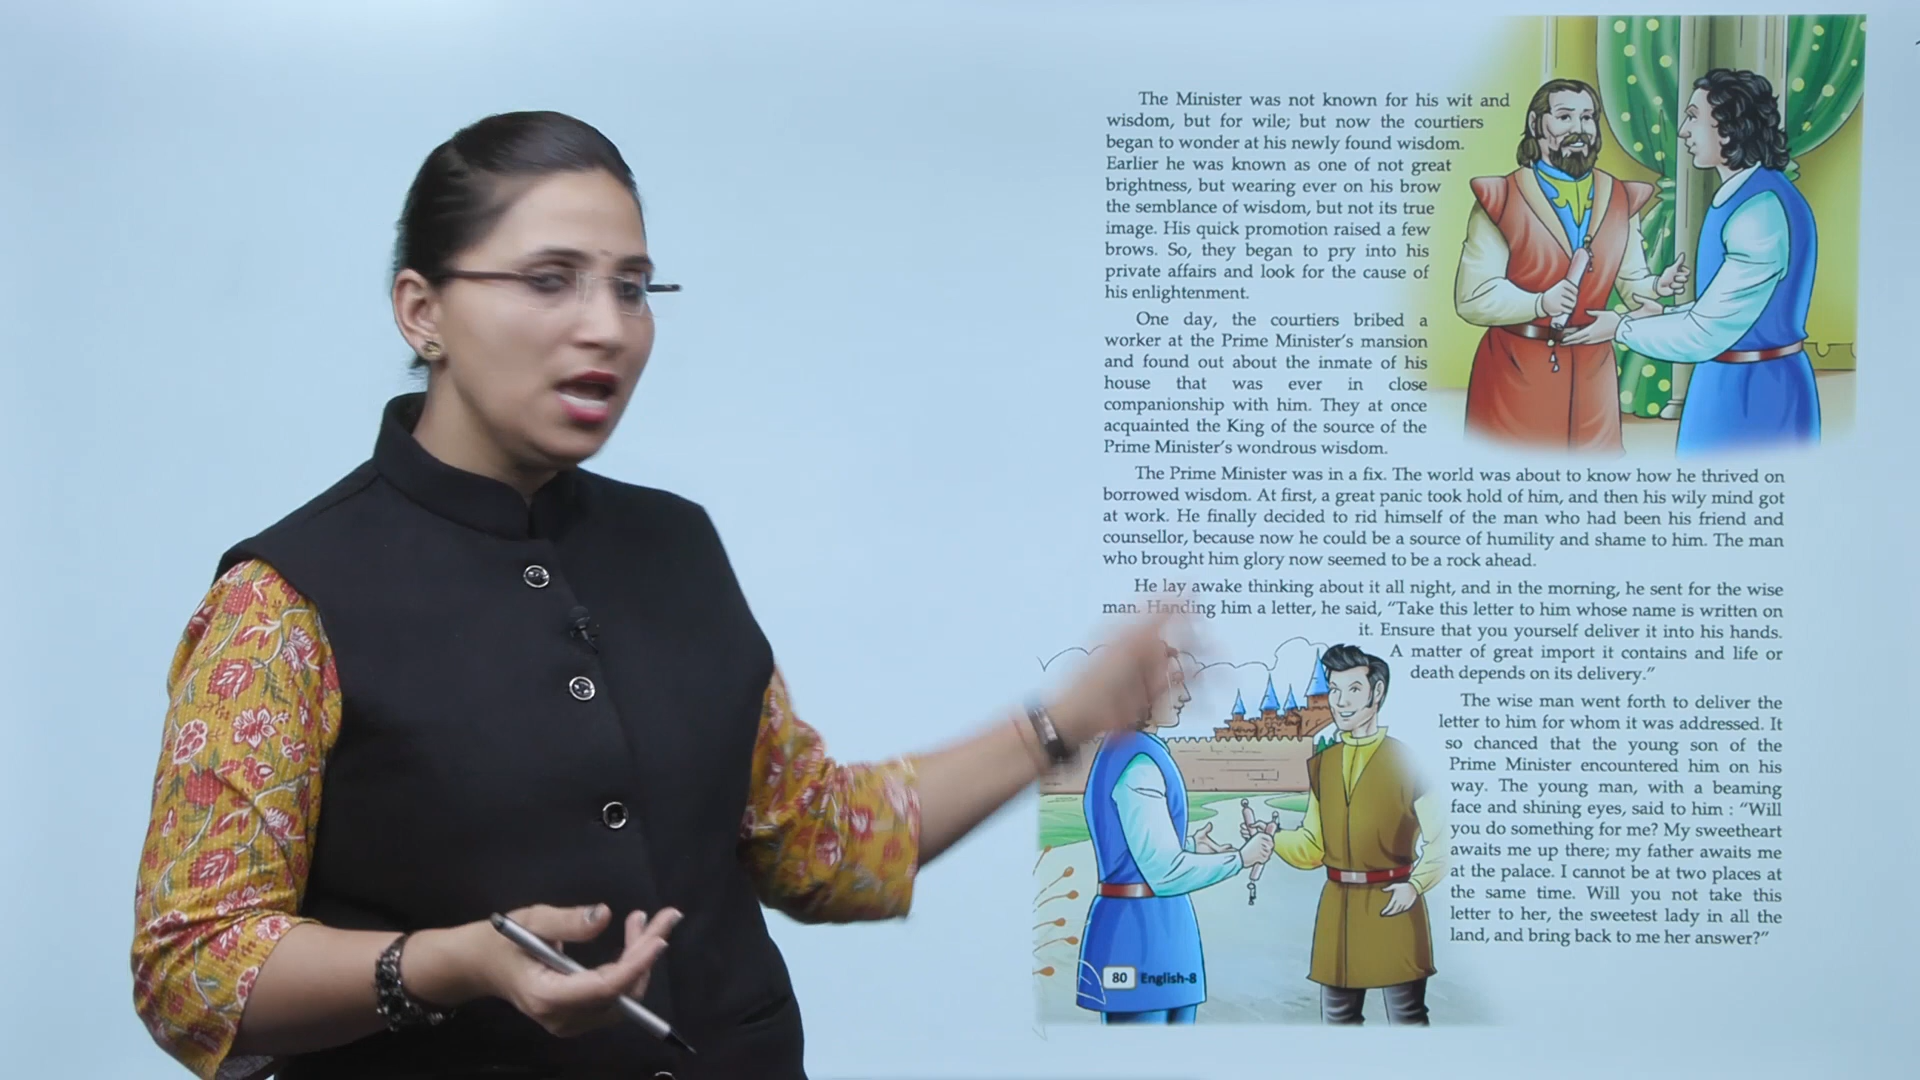 The Minister was not known for his wit and
wisdom, but for wile; but now the courtiers
began to wonder at his newly found wisdom.
Earlier he was known as one of not great
brightness, but wearing ever on his brow
the semblance of wisdom, but not its true
image. His quick promotion raised a few
brows. So, they began to pry into his
private affairs and look for the cause of
his enlightenment.
One day, the courtiers bribed a
worker at the Prime Minister's mansion
and found out about the inmate of his
house that was ever in close
companionship with him. They at once
acquainted the King of the source of the
Prime Minister's wondrous wisdom.
The Prime Minister was in a fix. The world was about to know how he thrived on
borrowed wisdom. At first, a great panic took hold of him, and then his wily mind got
at work. He finally decided to rid himself of the man who had been his friend and
counsellor, because now he could be a source of humility and shame to him. The man
who brought him glory now seemed to be a rock ahead.
He lay awake thinking about it all night, and in the morning, he sent for the wise
man. Handing him a letter, he said, "Take this letter to him whose name is written on
it. Ensure that you yourself deliver it into his hands.
A matter of great import it contains and life or
death depends on its delivery."
The wise man went forth to deliver the
letter to him for whom it was addressed. It
so chanced that the young son of the
Prime Minister encountered him on his
way. The young man, with a beaming
face and shining eyes, said to him : "Will
you do something for me? My sweetheart
awaits me up there; my father awaits me
at the palace. I cannot be at two places at
the same time. Will you not take this
letter to her, the sweetest lady in all the
land, and bring back to me her answer?"
80 English-8